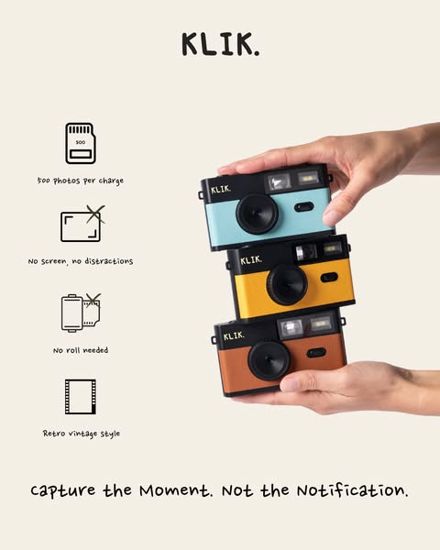 KLIK.
500
500 photos per charge
No screen, no distractions
No roll needed
Retro vintage style
KLIK.
KLIK.
KLIK.
Capture the Moment. Not the Notification.